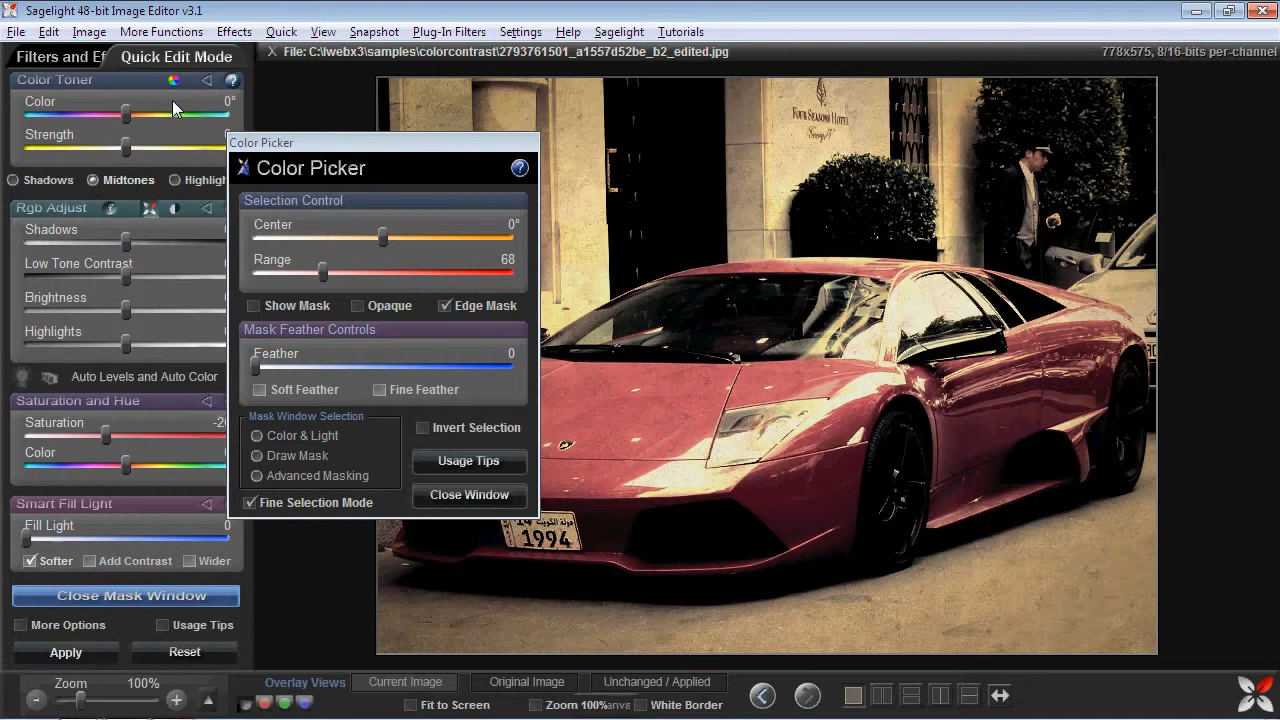 Sagelight 48-bit Image Editor v3.1
File Edit Image More Functions Effects Quick View Snapshot Plug-In Filters Settings Help Sagelight Tutorials
Filters and Ef Quick Edit Mode X File: C:\lwebx3\samples\colorcontrast\2793761501_a1557d52be_b2_edited.jpg 778x575, 8/16-bits per-channel
Color Toner
Color 0°
Strength
Shadows Midtones Highligh
Rgb Adjust
Shadows
Low Tone Contrast
Brightness
Highlights
Auto Levels and Auto Color
Saturation and Hue
Saturation -2
Color
Smart Fill Light
Fill Light 0
Softer Add Contrast Wider
Close Mask Window
More Options Usage Tips
Apply Reset
Color Picker
Color Picker
Selection Control
Center 0°
Range 68
Show Mask Opaque Edge Mask
Mask Feather Controls
Feather 0
Soft Feather Fine Feather
Mask Window Selection
Color & Light
Draw Mask
Advanced Masking
Invert Selection
Usage Tips
Close Window
Fine Selection Mode
FOUR SEASONS HOTEL
George V
دولة الكويت
1994
Zoom 100%
Overlay Views Current Image Original Image Unchanged / Applied
Fit to Screen Zoom 100% White Border